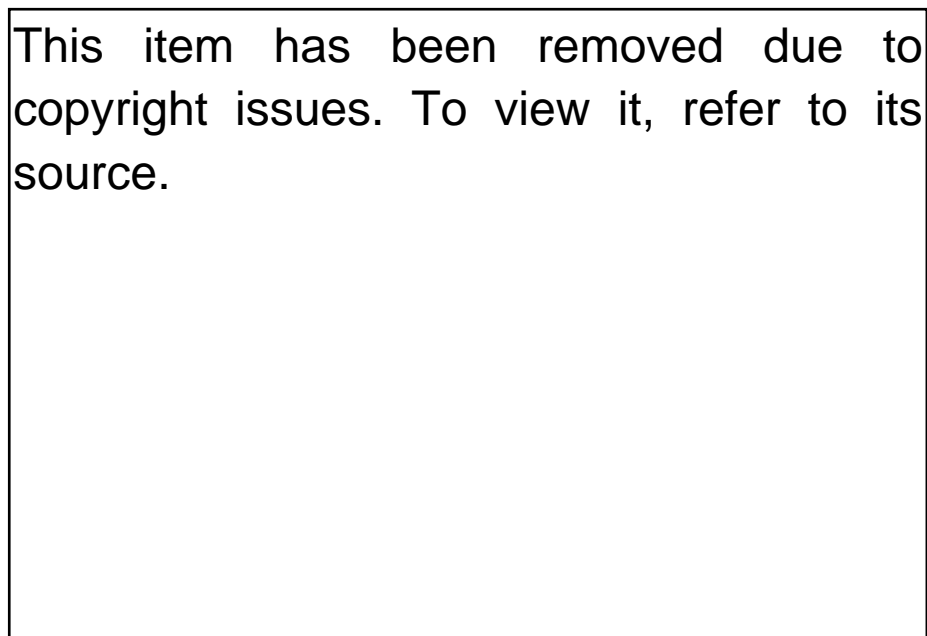 This item has been removed due to
copyright issues. To view it, refer to its
source.